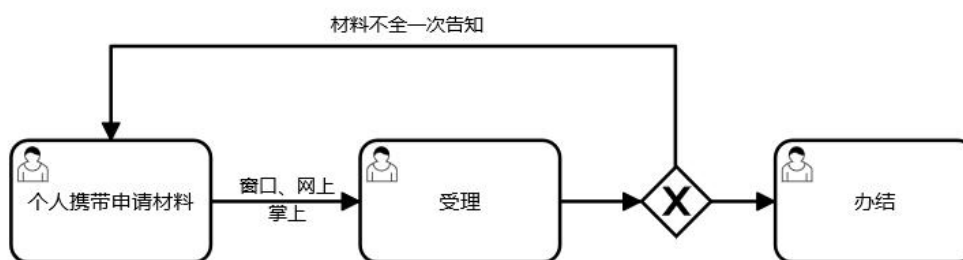 材料不全一次告知
个人携带申请材料
窗口、网上
掌上
受理
X
办结